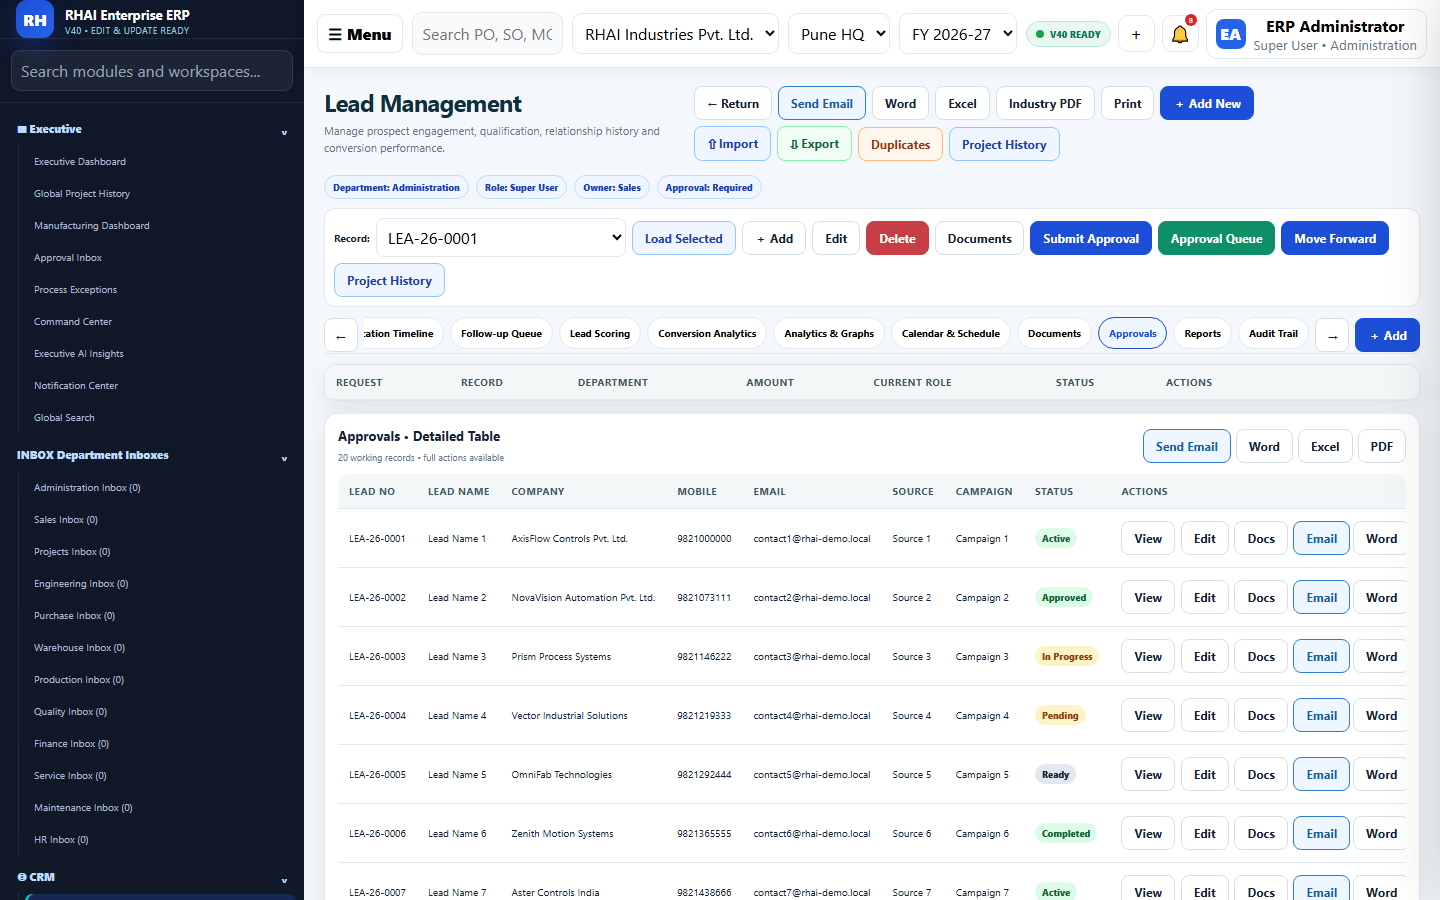 RH
RHAI Enterprise ERP
V40 • EDIT & UPDATE READY
Search modules and workspaces...
Executive
Executive Dashboard
Global Project History
Manufacturing Dashboard
Approval Inbox
Process Exceptions
Command Center
Executive AI Insights
Notification Center
Global Search
INBOX Department Inboxes
Administration Inbox (0)
Sales Inbox (0)
Projects Inbox (0)
Engineering Inbox (0)
Purchase Inbox (0)
Warehouse Inbox (0)
Production Inbox (0)
Quality Inbox (0)
Finance Inbox (0)
Service Inbox (0)
Maintenance Inbox (0)
HR Inbox (0)
CRM
☰ Menu
Search PO, SO, MO
RHAI Industries Pvt. Ltd.
Pune HQ
FY 2026-27
V40 READY
+
8
EA
ERP Administrator
Super User • Administration
Lead Management
Manage prospect engagement, qualification, relationship history and
conversion performance.
← Return
Send Email
Word
Excel
Industry PDF
Print
+ Add New
⇧ Import
⇩ Export
Duplicates
Project History
Department: Administration
Role: Super User
Owner: Sales
Approval: Required
Record:
LEA-26-0001
Load Selected
+ Add
Edit
Delete
Documents
Submit Approval
Approval Queue
Move Forward
Project History
←
ation Timeline
Follow-up Queue
Lead Scoring
Conversion Analytics
Analytics & Graphs
Calendar & Schedule
Documents
Approvals
Reports
Audit Trail
→
+ Add
REQUEST RECORD DEPARTMENT AMOUNT CURRENT ROLE STATUS ACTIONS
Approvals • Detailed Table
20 working records • full actions available
Send Email
Word
Excel
PDF
LEAD NO LEAD NAME COMPANY MOBILE EMAIL SOURCE CAMPAIGN STATUS ACTIONS
LEA-26-0001 Lead Name 1 AxisFlow Controls Pvt. Ltd. 9821000000 contact1@rhai-demo.local Source 1 Campaign 1 Active View Edit Docs Email Word
LEA-26-0002 Lead Name 2 NovaVision Automation Pvt. Ltd. 9821073111 contact2@rhai-demo.local Source 2 Campaign 2 Approved View Edit Docs Email Word
LEA-26-0003 Lead Name 3 Prism Process Systems 9821146222 contact3@rhai-demo.local Source 3 Campaign 3 In Progress View Edit Docs Email Word
LEA-26-0004 Lead Name 4 Vector Industrial Solutions 9821219333 contact4@rhai-demo.local Source 4 Campaign 4 Pending View Edit Docs Email Word
LEA-26-0005 Lead Name 5 OmniFab Technologies 9821292444 contact5@rhai-demo.local Source 5 Campaign 5 Ready View Edit Docs Email Word
LEA-26-0006 Lead Name 6 Zenith Motion Systems 9821365555 contact6@rhai-demo.local Source 6 Campaign 6 Completed View Edit Docs Email Word
LEA-26-0007 Lead Name 7 Aster Controls India 9821438666 contact7@rhai-demo.local Source 7 Campaign 7 Active View Edit Docs Email Word